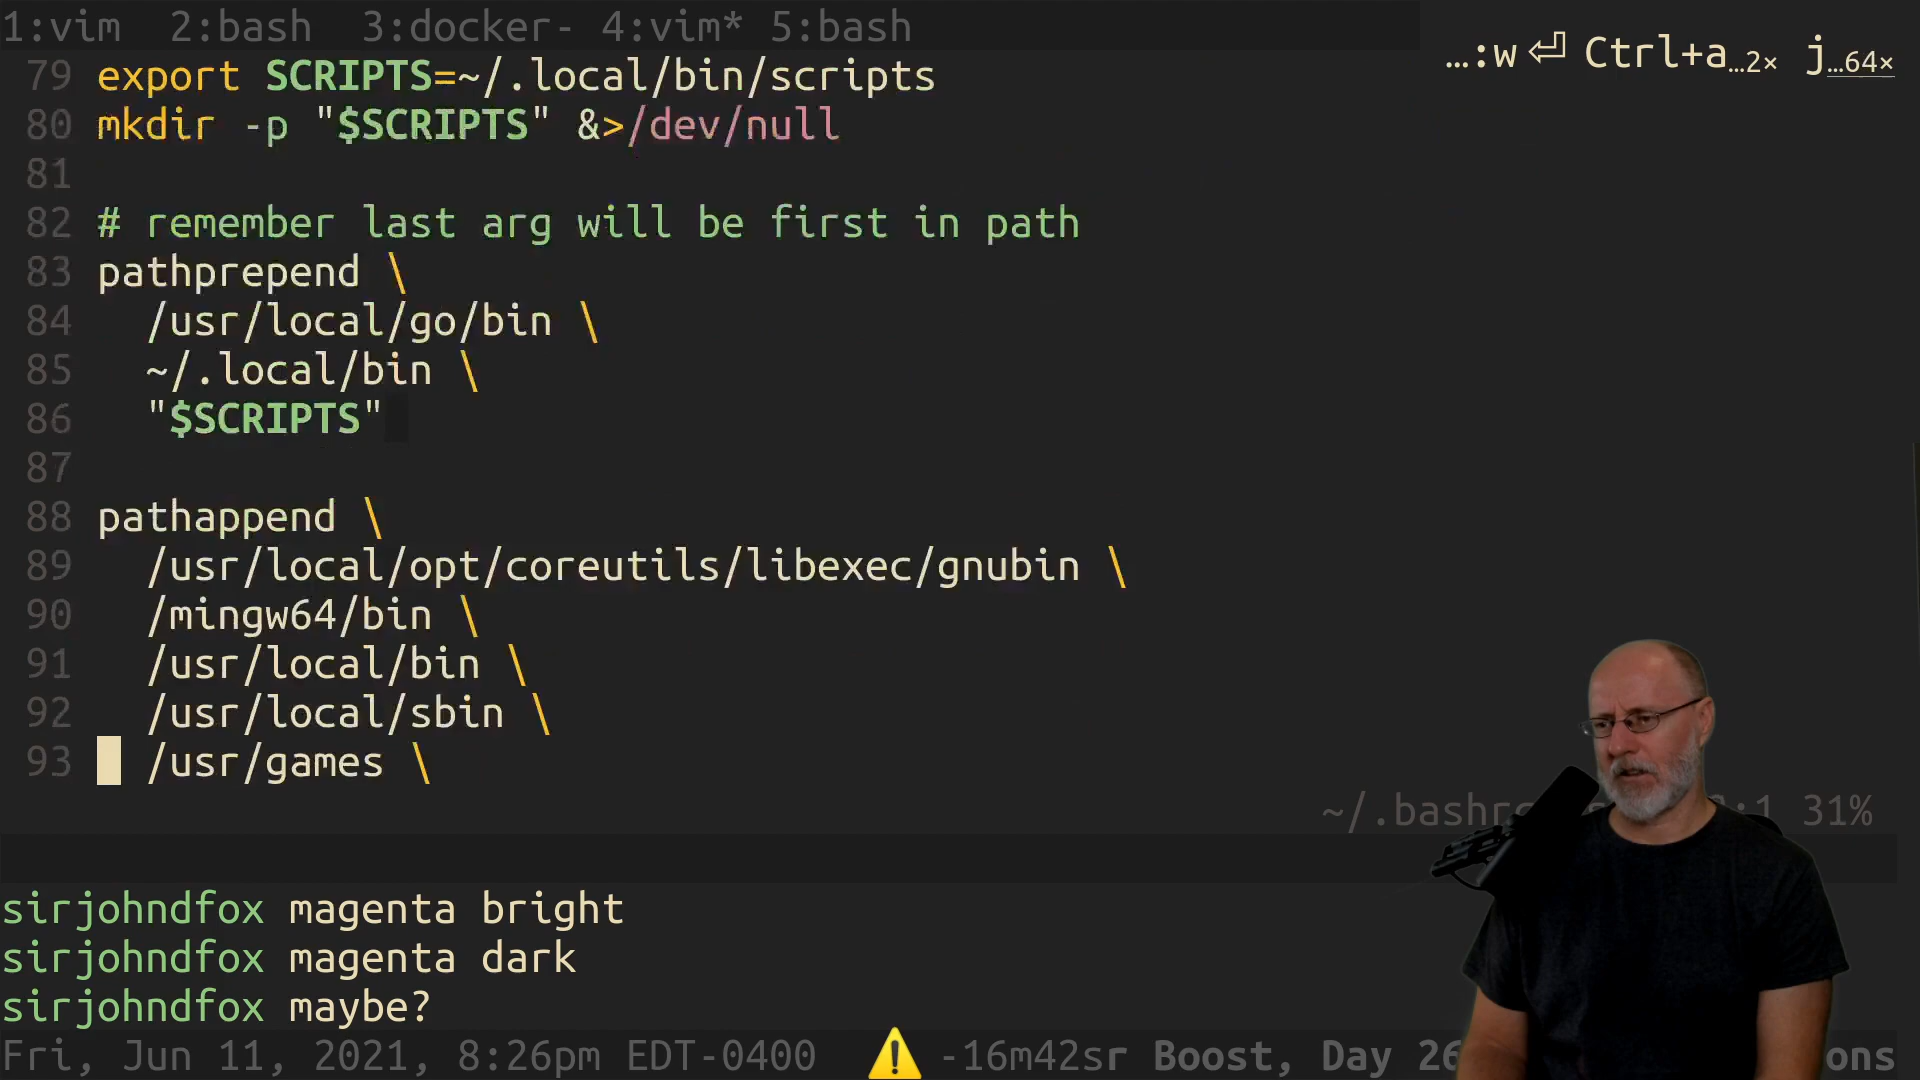 1:vim  2:bash  3:docker- 4:vim* 5:bash
…:w⏎ Ctrl+a…2× j…64×
79 export SCRIPTS=~/.local/bin/scripts
80 mkdir -p "$SCRIPTS" &>/dev/null
81
82 # remember last arg will be first in path
83 pathprepend \
84   /usr/local/go/bin \
85   ~/.local/bin \
86   "$SCRIPTS"
87
88 pathappend \
89   /usr/local/opt/coreutils/libexec/gnubin \
90   /mingw64/bin \
91   /usr/local/bin \
92   /usr/local/sbin \
93   /usr/games \
~/.bashrc :1 31%
sirjohndfox magenta bright
sirjohndfox magenta dark
sirjohndfox maybe?
Fri, Jun 11, 2021, 8:26pm EDT-0400 ⚠️ -16m42sr Boost, Day 26 ons